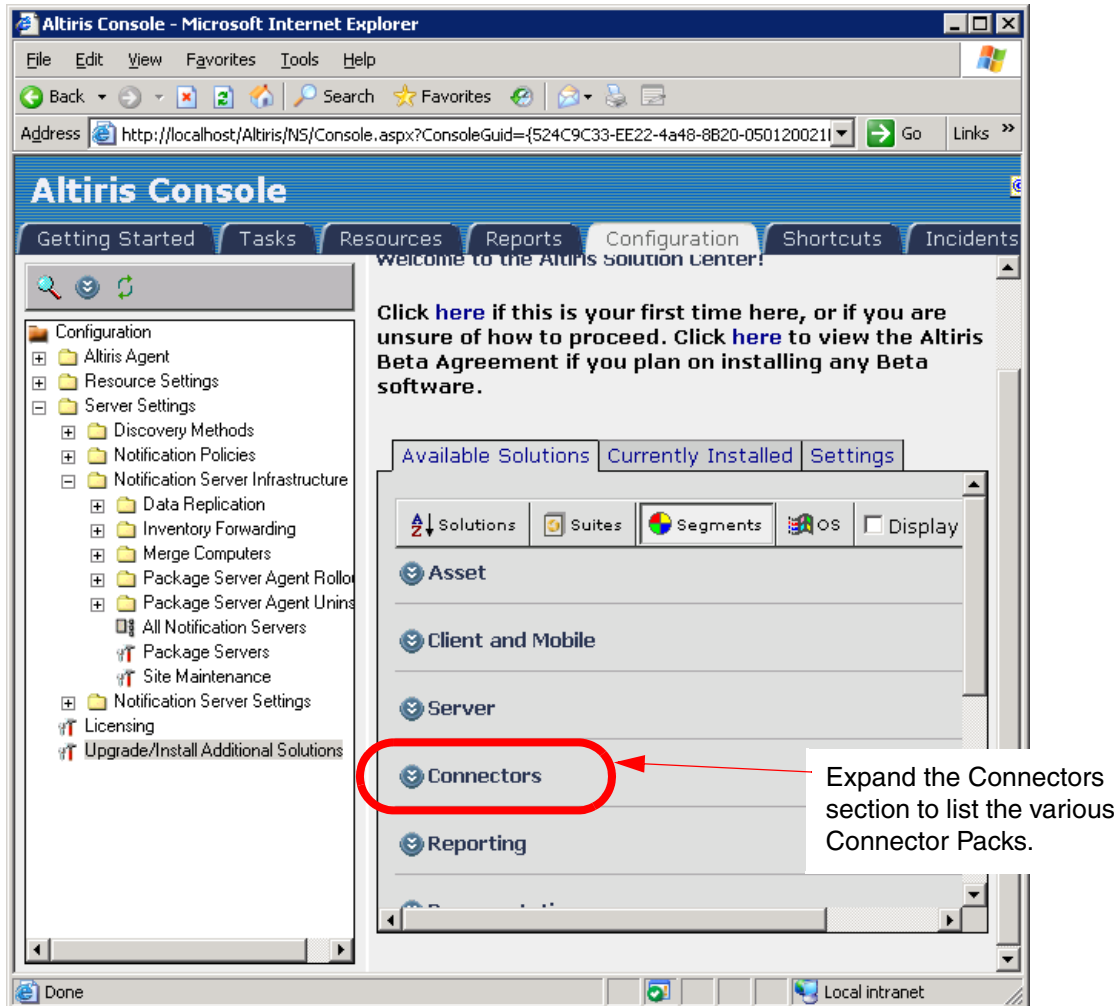 Altiris Console - Microsoft Internet Explorer
File Edit View Favorites Tools Help
Back Search Favorites
Address http://localhost/Altiris/NS/Console.aspx?ConsoleGuid={524C9C33-EE22-4a48-8B20-050120021 Go Links »
Altiris Console
Getting Started Tasks Resources Reports Configuration Shortcuts Incidents
Configuration
Altiris Agent
Resource Settings
Server Settings
Discovery Methods
Notification Policies
Notification Server Infrastructure
Data Replication
Inventory Forwarding
Merge Computers
Package Server Agent Rollo
Package Server Agent Unins
All Notification Servers
Package Servers
Site Maintenance
Notification Server Settings
Licensing
Upgrade/Install Additional Solutions
Welcome to the Altiris Solution Center!
Click here if this is your first time here, or if you are
unsure of how to proceed. Click here to view the Altiris
Beta Agreement if you plan on installing any Beta
software.
Available Solutions Currently Installed Settings
Solutions Suites Segments OS Display
Asset
Client and Mobile
Server
Connectors
Reporting
Expand the Connectors
section to list the various
Connector Packs.
Done Local intranet